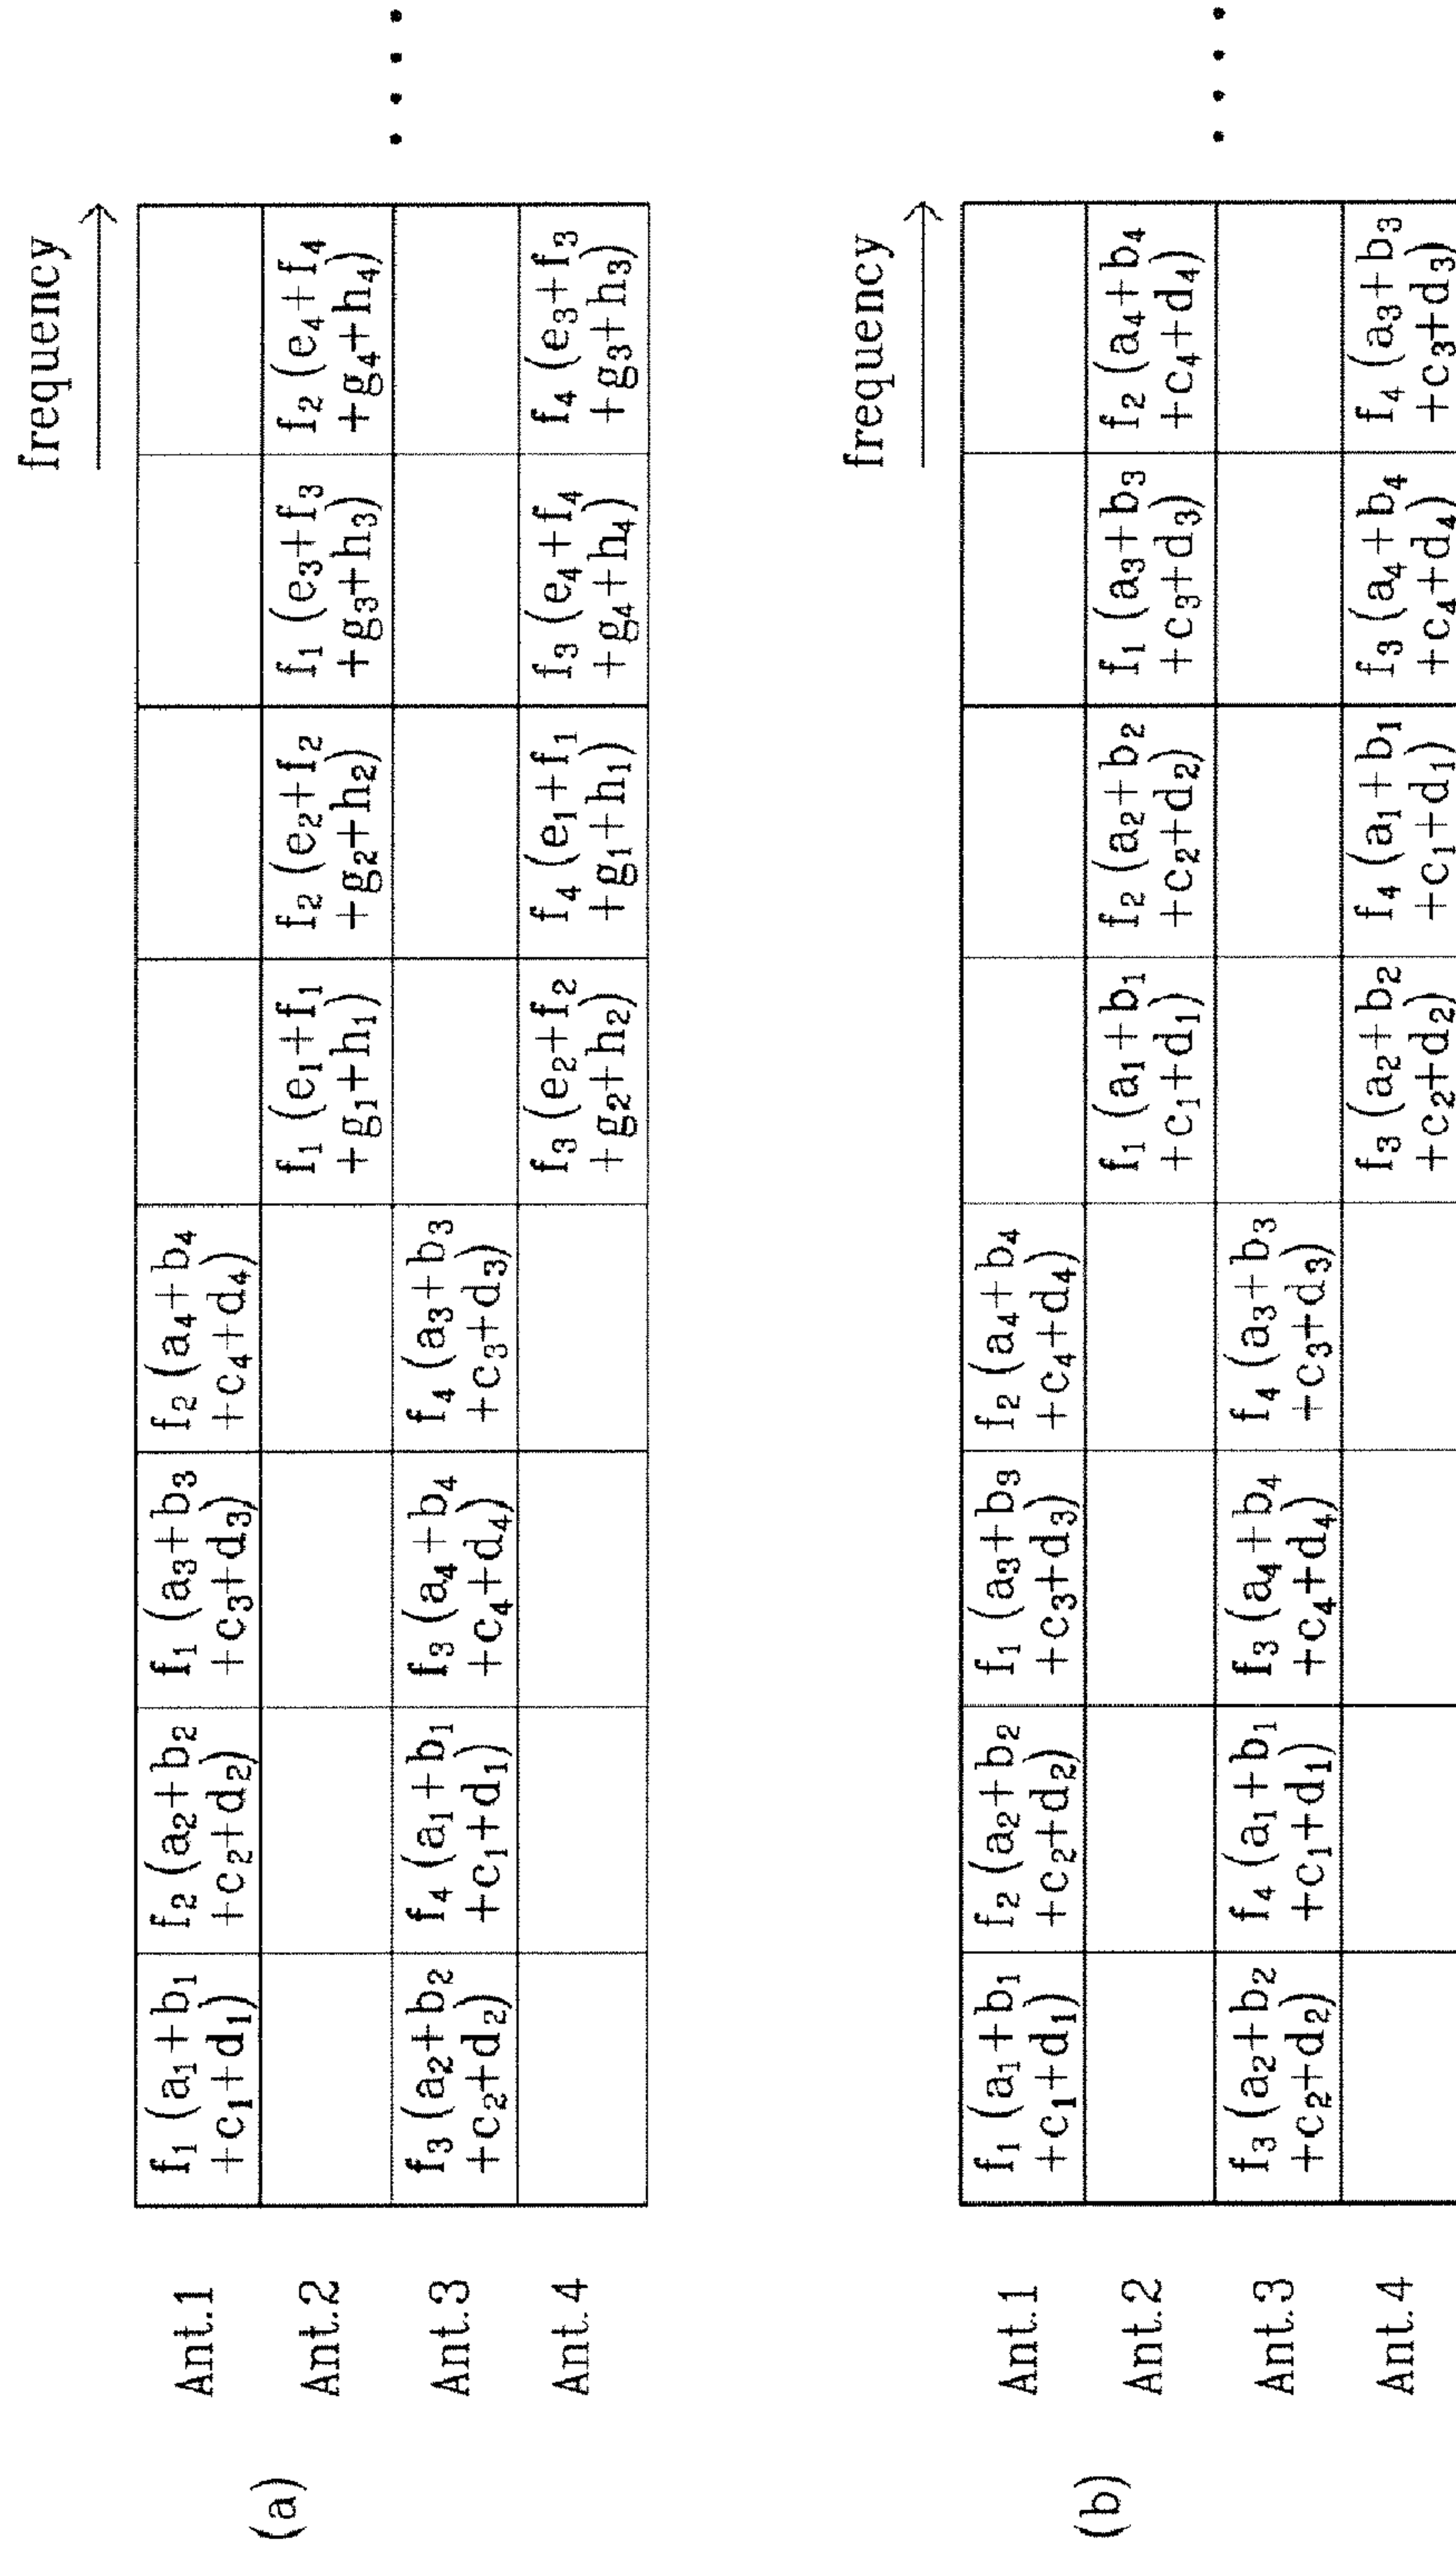 frequency
(a)
Ant.1
f₁ (a₁+b₁
+c₁+d₁)
f₂ (a₂+b₂
+c₂+d₂)
f₁ (a₃+b₃
+c₃+d₃)
f₂ (a₄+b₄
+c₄+d₄)
Ant.2
f₁ (e₁+f₁
+g₁+h₁)
f₂ (e₂+f₂
+g₂+h₂)
f₁ (e₃+f₃
+g₃+h₃)
f₂ (e₄+f₄
+g₄+h₄)
Ant.3
f₃ (a₂+b₂
+c₂+d₂)
f₄ (a₁+b₁
+c₁+d₁)
f₃ (a₄+b₄
+c₄+d₄)
f₄ (a₃+b₃
+c₃+d₃)
Ant.4
f₃ (e₂+f₂
+g₂+h₂)
f₄ (e₁+f₁
+g₁+h₁)
f₃ (e₄+f₄
+g₄+h₄)
f₄ (e₃+f₃
+g₃+h₃)
frequency
(b)
Ant.1
f₁ (a₁+b₁
+c₁+d₁)
f₂ (a₂+b₂
+c₂+d₂)
f₁ (a₃+b₃
+c₃+d₃)
f₂ (a₄+b₄
+c₄+d₄)
Ant.2
f₁ (a₁+b₁
+c₁+d₁)
f₂ (a₂+b₂
+c₂+d₂)
f₁ (a₃+b₃
+c₃+d₃)
f₂ (a₄+b₄
+c₄+d₄)
Ant.3
f₃ (a₂+b₂
+c₂+d₂)
f₄ (a₁+b₁
+c₁+d₁)
f₃ (a₄+b₄
+c₄+d₄)
f₄ (a₃+b₃
+c₃+d₃)
Ant.4
f₃ (a₂+b₂
+c₂+d₂)
f₄ (a₁+b₁
+c₁+d₁)
f₃ (a₄+b₄
+c₄+d₄)
f₄ (a₃+b₃
+c₃+d₃)